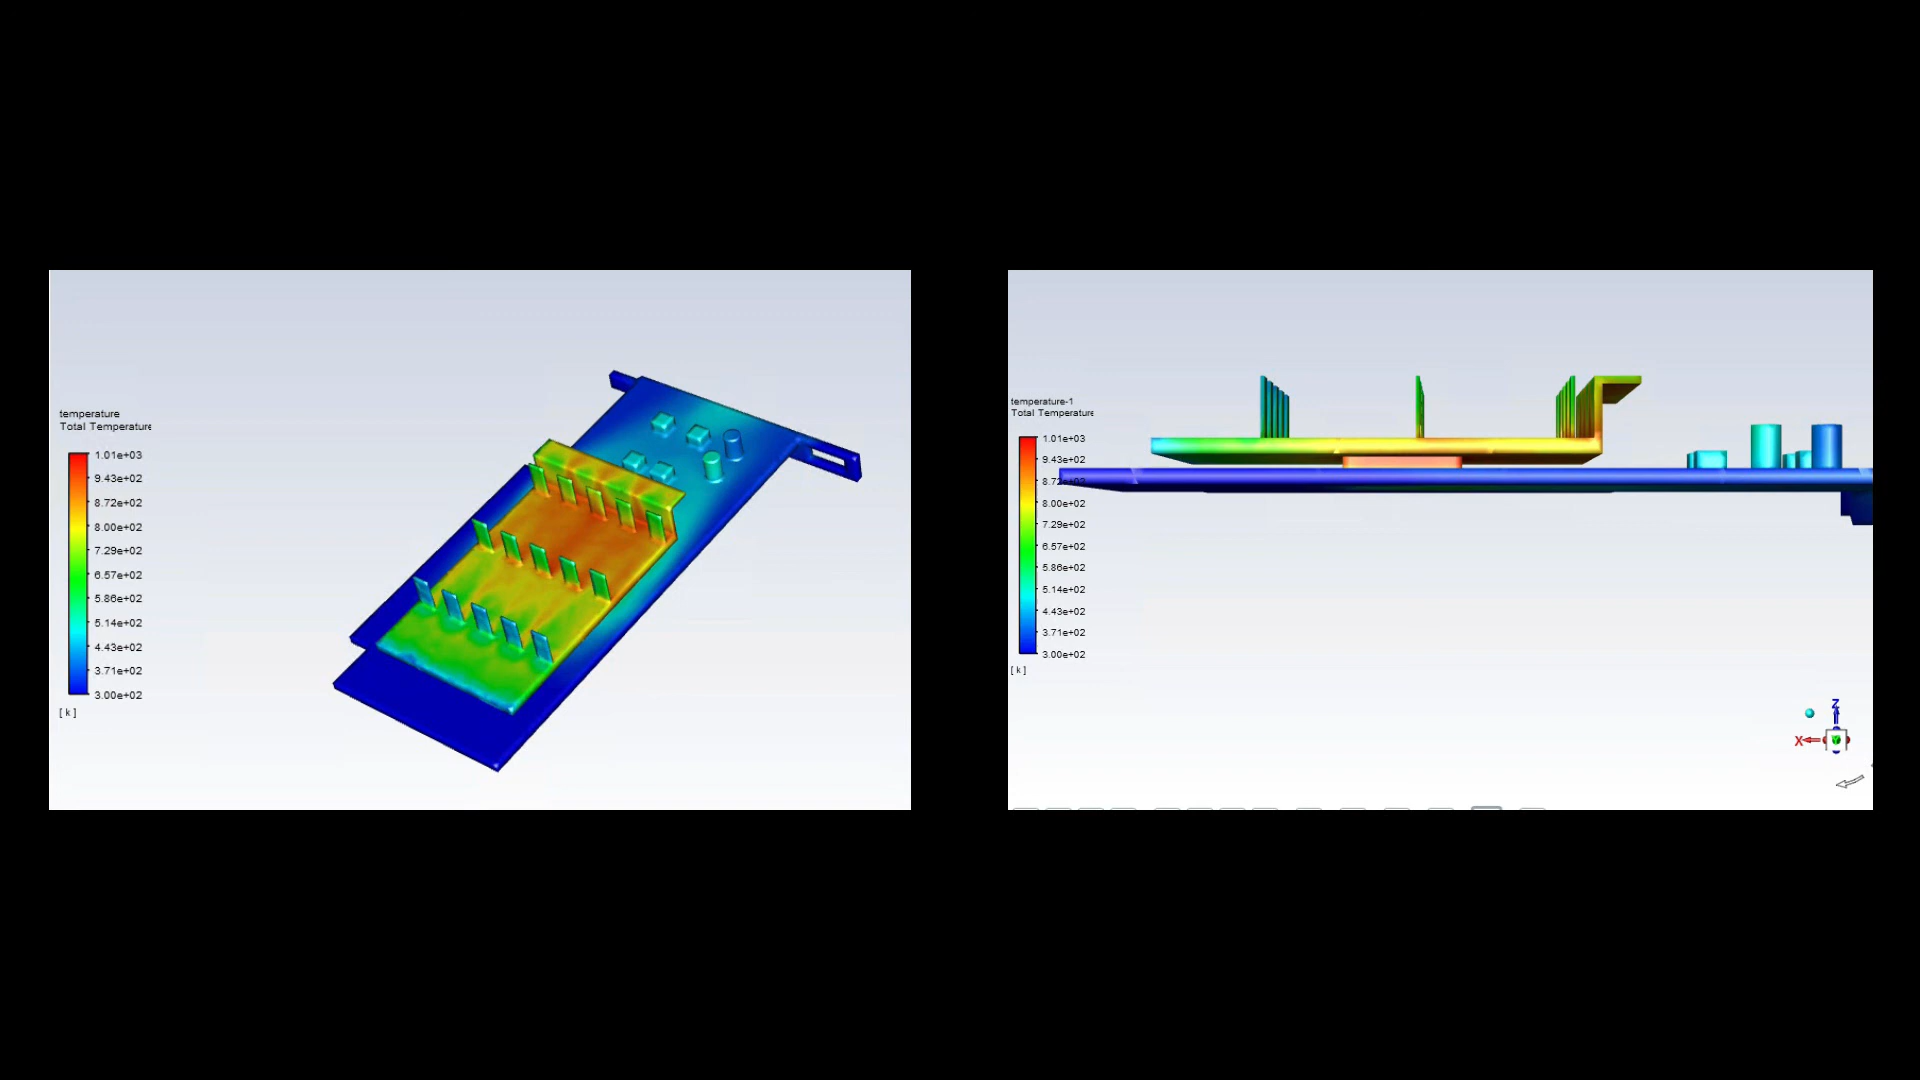 temperature
Total Temperature
1.01e+03
9.43e+02
8.72e+02
8.00e+02
7.29e+02
6.57e+02
5.86e+02
5.14e+02
4.43e+02
3.71e+02
3.00e+02
[ k ]
temperature-1
Total Temperature
1.01e+03
9.43e+02
8.72e+02
8.00e+02
7.29e+02
6.57e+02
5.86e+02
5.14e+02
4.43e+02
3.71e+02
3.00e+02
[ k ]
Z
X
Y